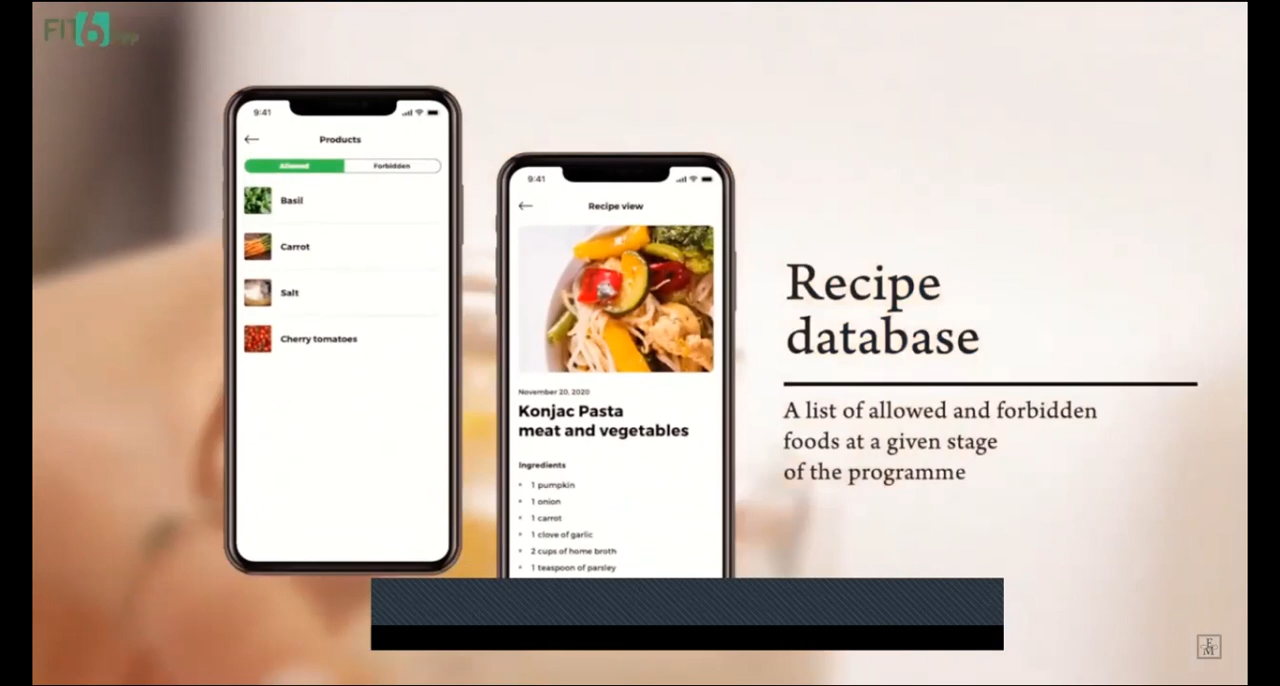 FIT6
9:41
Products
Allowed Forbidden
Basil
Carrot
Salt
Cherry tomatoes
9:41
Recipe view
November 20, 2020
Konjac Pasta
meat and vegetables
Ingredients
• 1 pumpkin
• 1 onion
• 1 carrot
• 1 clove of garlic
• 2 cups of home broth
• 1 teaspoon of parsley
Recipe
database
A list of allowed and forbidden
foods at a given stage
of the programme
FM